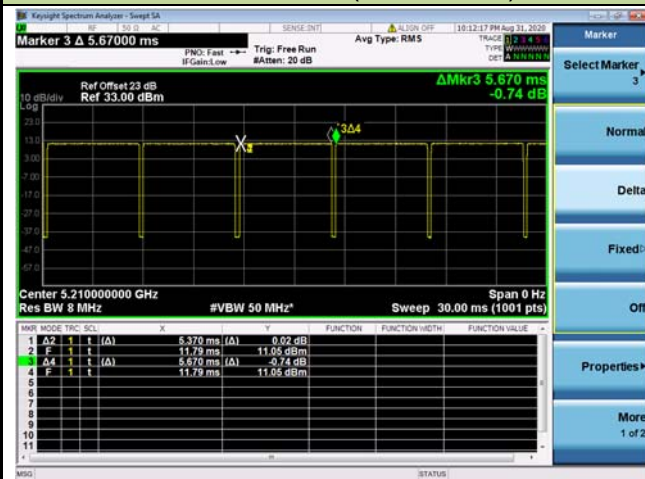 Keysight Spectrum Analyzer - Swept SA
RF 50 Ω AC SENSE:INT ALIGN OFF 10:12:17 PM Aug 31, 2020
Marker 3 Δ 5.67000 ms
PNO: Fast
IFGain:Low
Trig: Free Run
#Atten: 20 dB
Avg Type: RMS
TRACE 1 2 3 4 5 6
TYPE
DET A N N N N N
ΔMkr3 5.670 ms
-0.74 dB
Ref Offset 23 dB
Ref 33.00 dBm
10 dB/div
Log
23.0
13.0
3.00
-7.00
-17.0
-27.0
-37.0
-47.0
-57.0
3Δ4
Center 5.210000000 GHz
Span 0 Hz
Res BW 8 MHz
#VBW 50 MHz*
Sweep 30.00 ms (1001 pts)
MKR MODE TRC SCL X Y FUNCTION FUNCTION WIDTH FUNCTION VALUE
1 Δ2 1 t (Δ) 5.370 ms (Δ) 0.02 dB
2 F 1 t 11.79 ms 11.05 dBm
3 Δ4 1 t (Δ) 5.670 ms (Δ) -0.74 dB
4 F 1 t 11.79 ms 11.05 dBm
5
6
7
8
9
10
11
MSG
STATUS
Marker
Select Marker
3
Normal
Delta
Fixed
Off
Properties
More
1 of 2